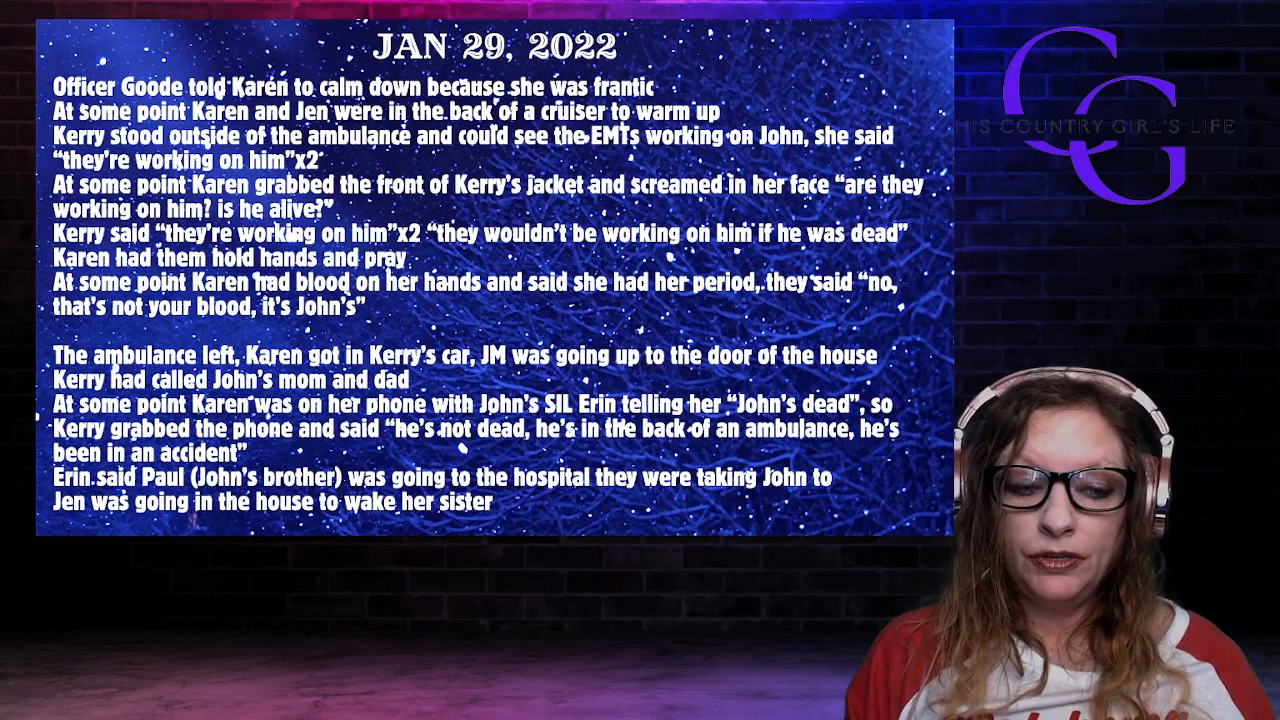 JAN 29, 2022
Officer Goode told Karen to calm down because she was frantic
At some point Karen and Jen were in the back of a cruiser to warm up
Kerry stood outside of the ambulance and could see the EMTs working on John, she said
“they’re working on him”x2
At some point Karen grabbed the front of Kerry’s jacket and screamed in her face “are they
working on him? is he alive?”
Kerry said “they’re working on him”x2 “they wouldn’t be working on him if he was dead”
Karen had them hold hands and pray
At some point Karen had blood on her hands and said she had her period, they said “no,
that’s not your blood, it’s John’s”
The ambulance left, Karen got in Kerry’s car, JM was going up to the door of the house
Kerry had called John’s mom and dad
At some point Karen was on her phone with John’s SIL Erin telling her “John’s dead”, so
Kerry grabbed the phone and said “he’s not dead, he’s in the back of an ambulance, he’s
been in an accident”
Erin said Paul (John’s brother) was going to the hospital they were taking John to
Jen was going in the house to wake her sister
CG
HIS COUNTRY GIRL'S LIFE